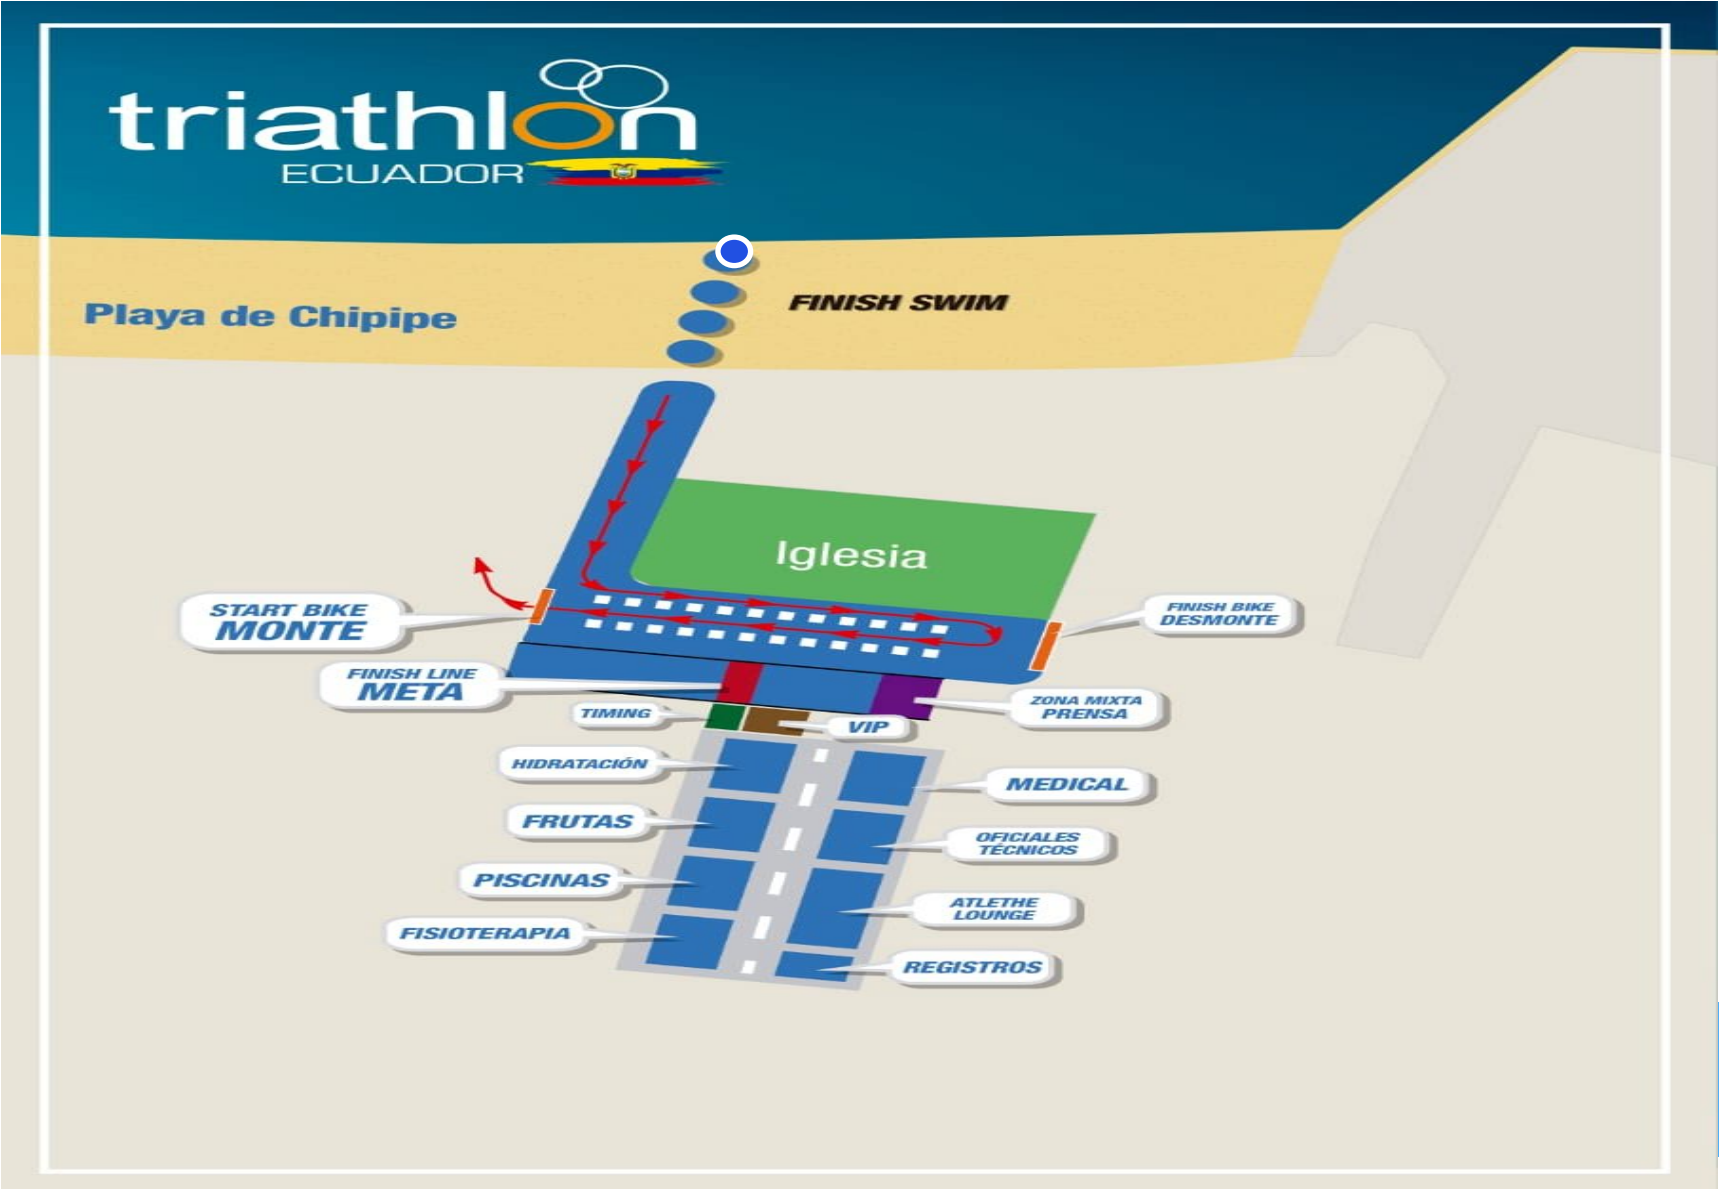 triathlon
ECUADOR
Playa de Chipipe
FINISH SWIM
Iglesia
START BIKE
MONTE
FINISH BIKE
DESMONTE
FINISH LINE
META
ZONA MIXTA
PRENSA
TIMING
VIP
HIDRATACIÓN
MEDICAL
FRUTAS
OFICIALES
TÉCNICOS
PISCINAS
ATLETHE
LOUNGE
FISIOTERAPIA
REGISTROS